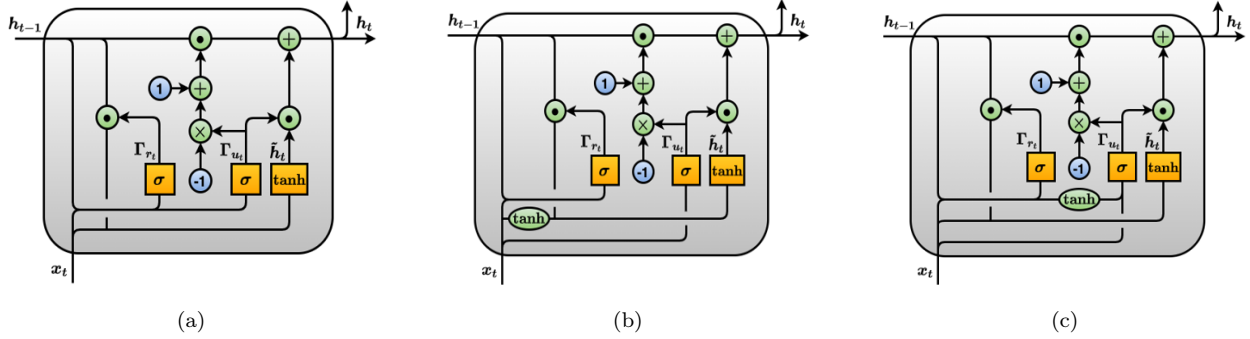 h_{t-1} h_t
1
Γ_{r_t} Γ_{u_t} h̃_t
σ -1 σ tanh
x_t
(a)
h_{t-1} h_t
1
Γ_{r_t} Γ_{u_t} h̃_t
σ -1 σ tanh
tanh
x_t
(b)
h_{t-1} h_t
1
Γ_{r_t} Γ_{u_t} h̃_t
σ -1 σ tanh
tanh
x_t
(c)